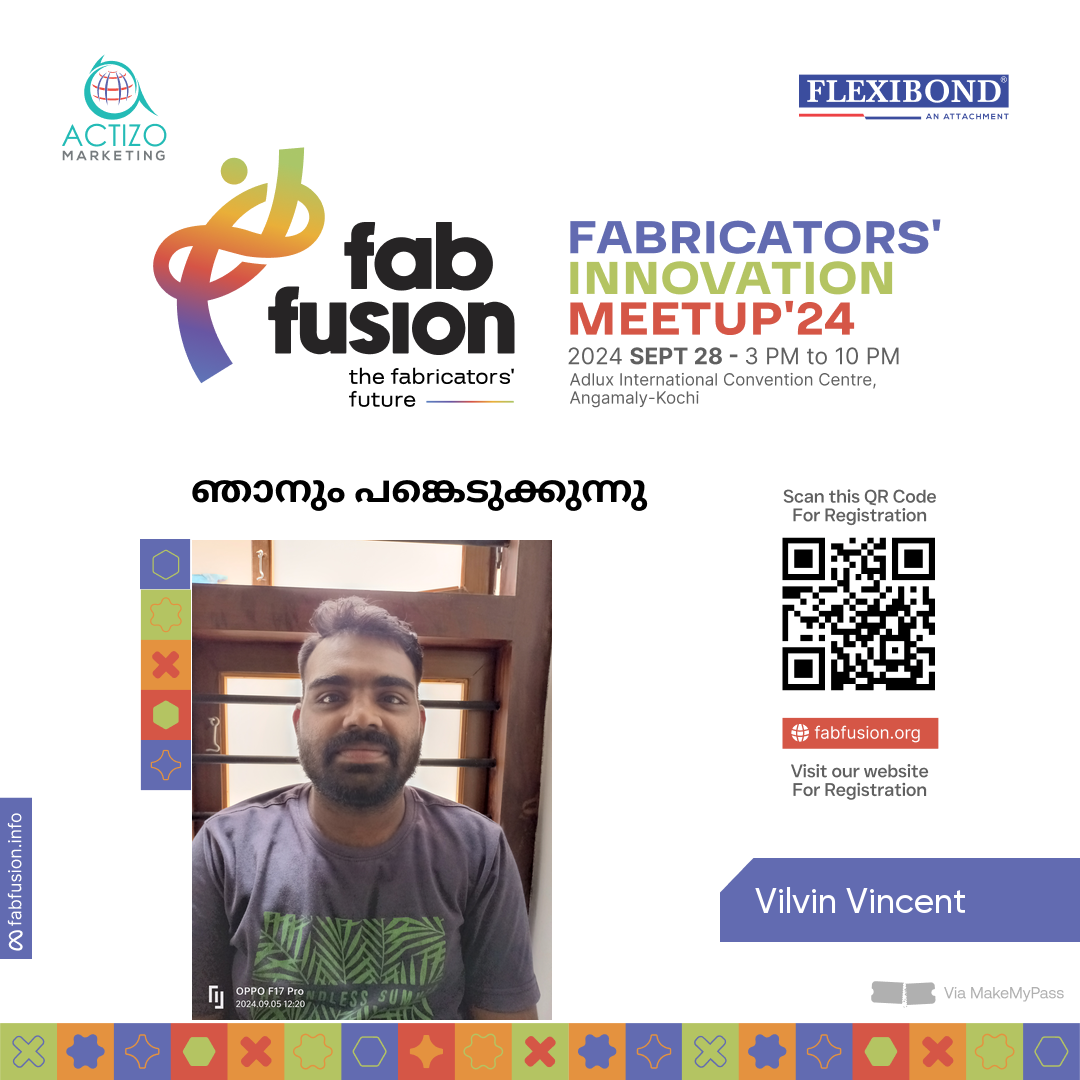 ACTIZO
MARKETING
FLEXIBOND®
AN ATTACHMENT
fab
fusion
the fabricators'
future
FABRICATORS'
INNOVATION
MEETUP'24
2024 SEPT 28 - 3 PM to 10 PM
Adlux International Convention Centre,
Angamaly-Kochi
ഞാനും പങ്കെടുക്കുന്നു
Scan this QR Code
For Registration
fabfusion.org
Visit our website
For Registration
fabfusion.info
Vilvin Vincent
OPPO F17 Pro
2024.09.05 12:20
Via MakeMyPass